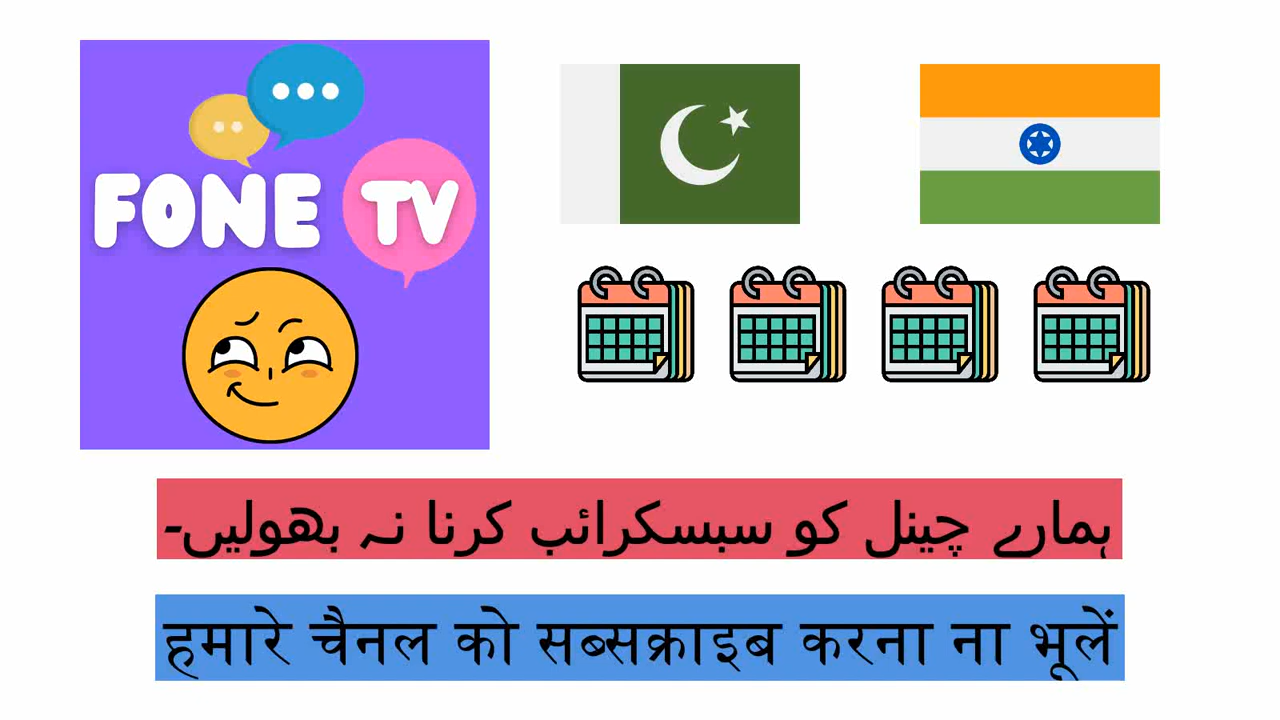 FONE TV
ہمارے چینل کو سبسکرائب کرنا نہ بھولیں-
हमारे चैनल को सब्सक्राइब करना ना भूलें